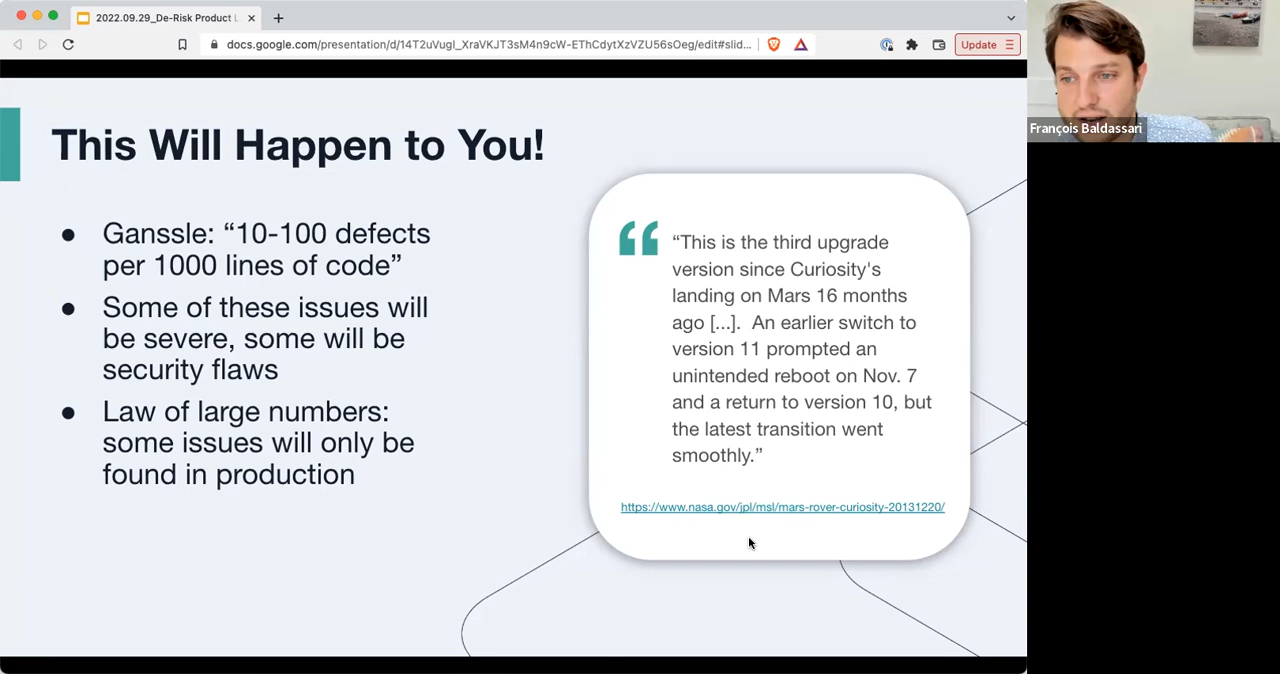 2022.09.29_De-Risk Product L
docs.google.com/presentation/d/14T2uVugl_XraVKJT3sM4n9cW-EThCdytXzVZU56sOeg/edit#slid...
Update
This Will Happen to You!
● Ganssle: “10-100 defects
per 1000 lines of code”
● Some of these issues will
be severe, some will be
security flaws
● Law of large numbers:
some issues will only be
found in production
“This is the third upgrade
version since Curiosity's
landing on Mars 16 months
ago [...].  An earlier switch to
version 11 prompted an
unintended reboot on Nov. 7
and a return to version 10, but
the latest transition went
smoothly.”
https://www.nasa.gov/jpl/msl/mars-rover-curiosity-20131220/
François Baldassari